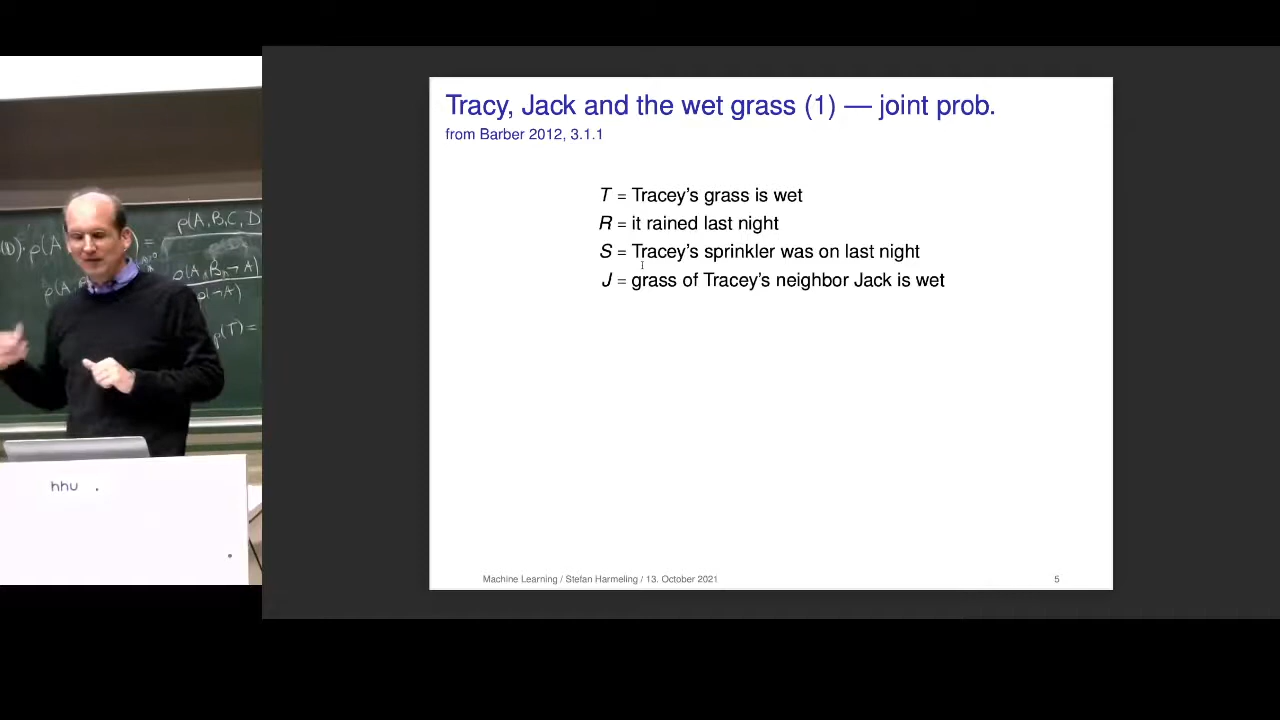 Tracy, Jack and the wet grass (1) — joint prob.
from Barber 2012, 3.1.1
T = Tracey's grass is wet
R = it rained last night
S = Tracey's sprinkler was on last night
J = grass of Tracey's neighbor Jack is wet
Machine Learning / Stefan Harmeling / 13. October 2021
5
p(A,B,C,D)
p(¬A)
p(T) =
hhu .